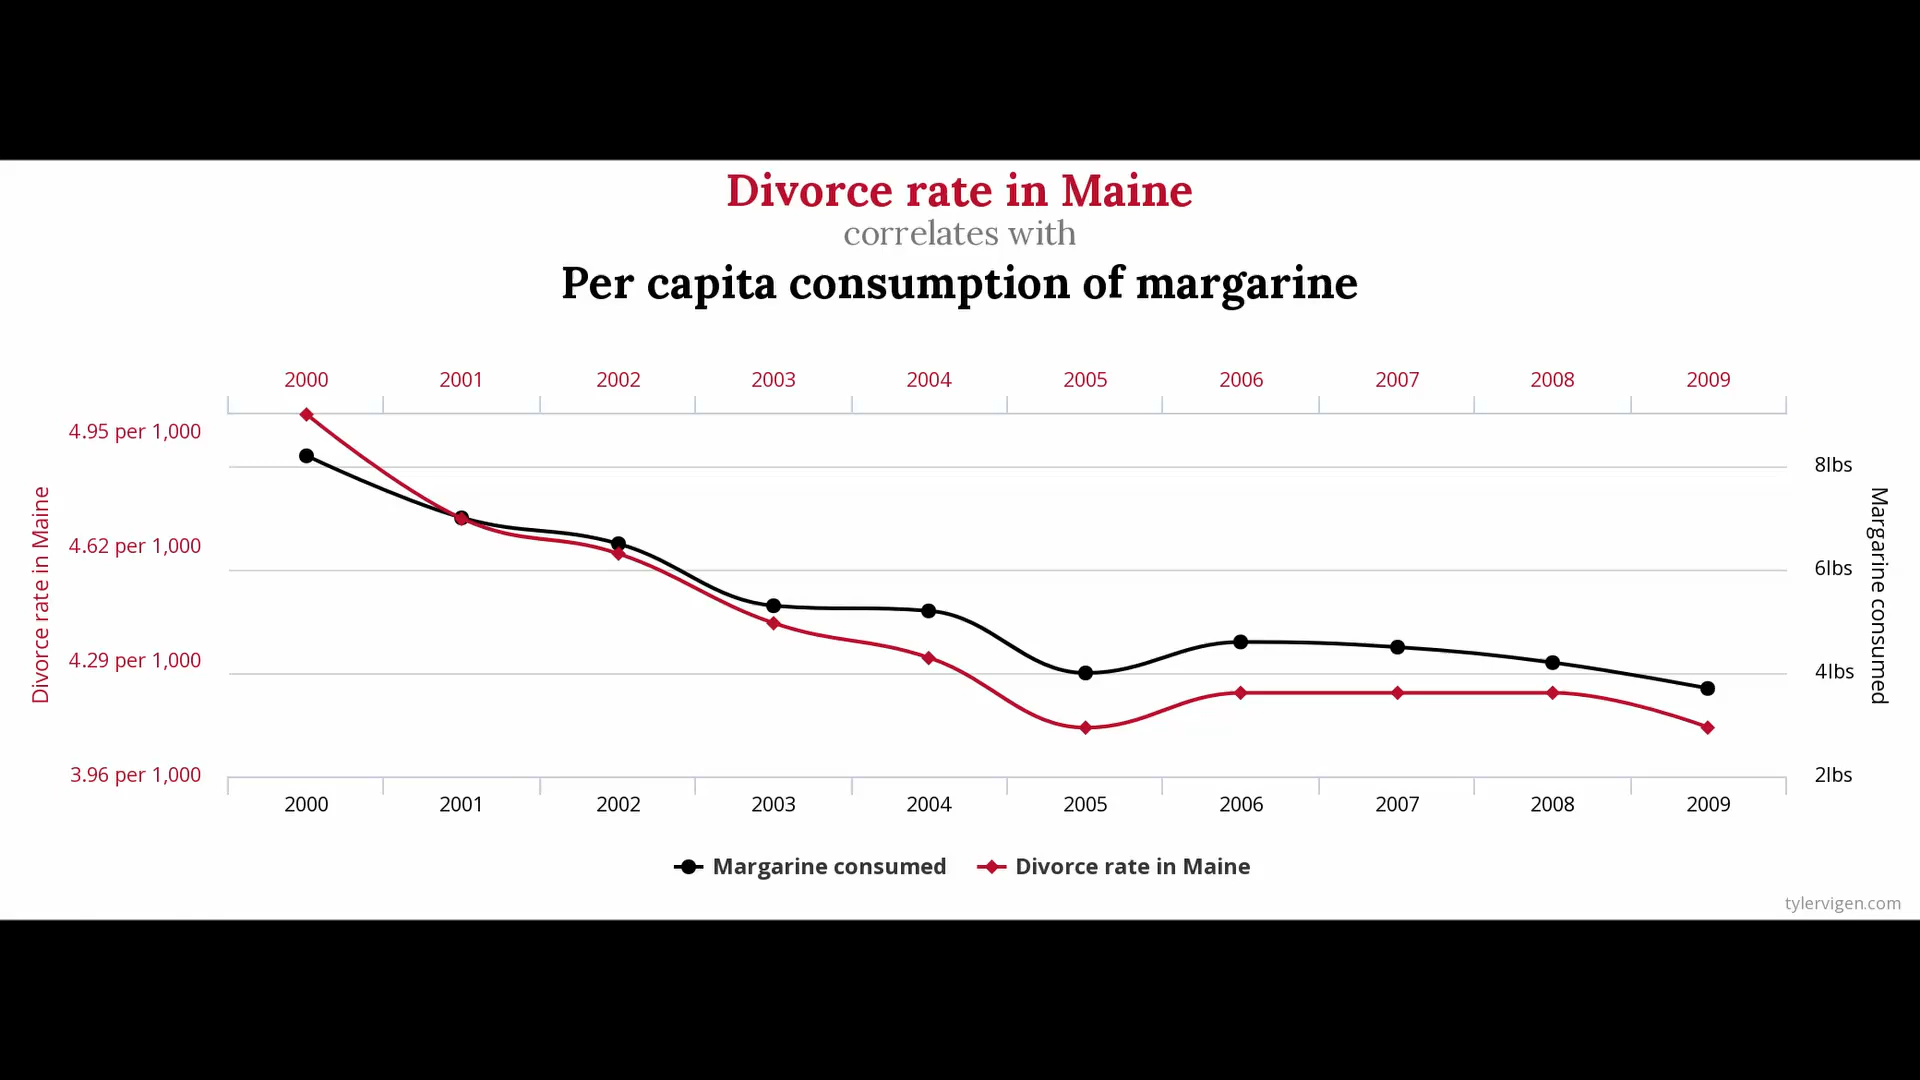 Divorce rate in Maine
correlates with
Per capita consumption of margarine
2000 2001 2002 2003 2004 2005 2006 2007 2008 2009
4.95 per 1,000
8lbs
4.62 per 1,000
6lbs
4.29 per 1,000
4lbs
3.96 per 1,000
2lbs
Divorce rate in Maine
Margarine consumed
2000 2001 2002 2003 2004 2005 2006 2007 2008 2009
Margarine consumed Divorce rate in Maine
tylervigen.com